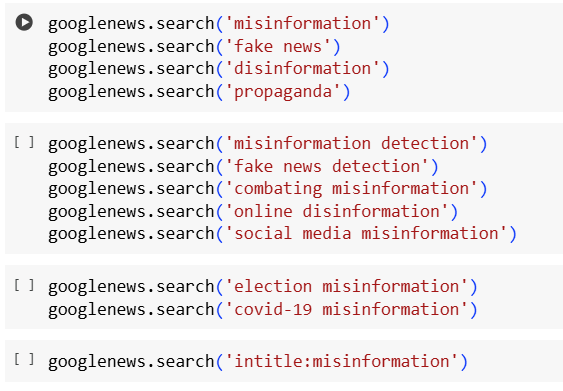 googlenews.search('misinformation')
googlenews.search('fake news')
googlenews.search('disinformation')
googlenews.search('propaganda')
[ ] googlenews.search('misinformation detection')
googlenews.search('fake news detection')
googlenews.search('combating misinformation')
googlenews.search('online disinformation')
googlenews.search('social media misinformation')
[ ] googlenews.search('election misinformation')
googlenews.search('covid-19 misinformation')
[ ] googlenews.search('intitle:misinformation')